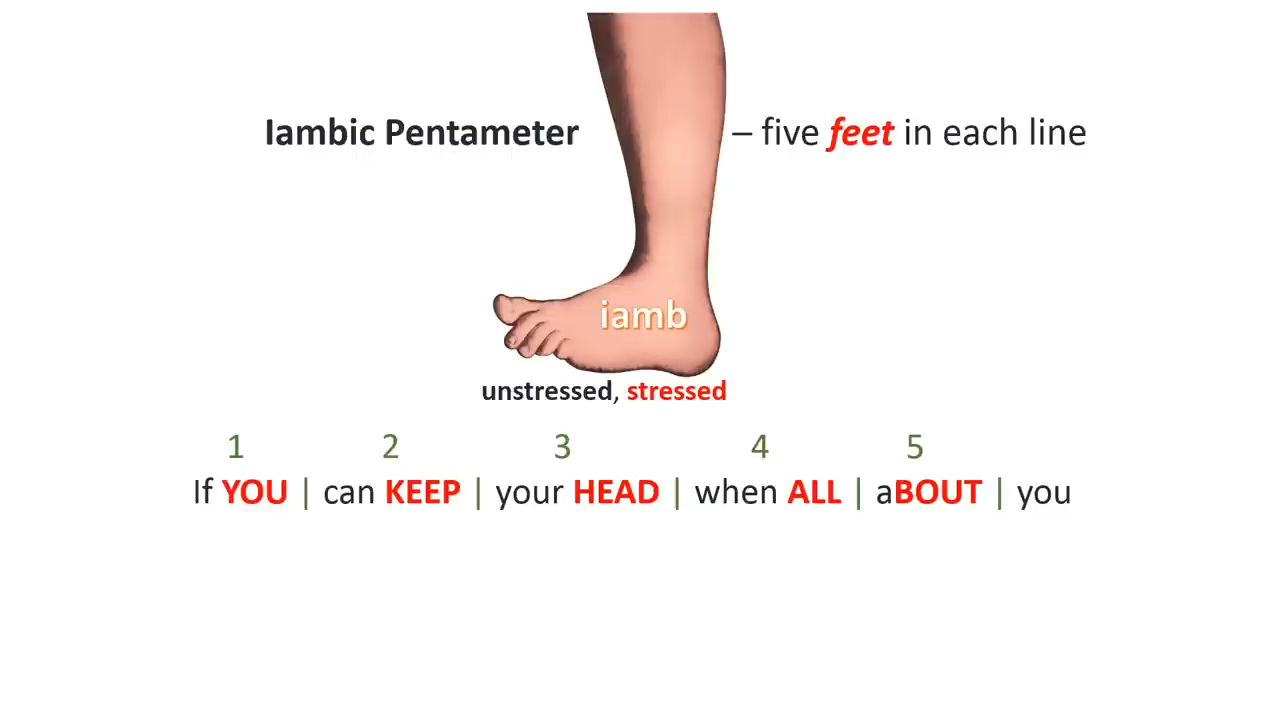 Iambic Pentameter – five feet in each line
iamb
unstressed, stressed
1 2 3 4 5
If YOU | can KEEP | your HEAD | when ALL | aBOUT | you